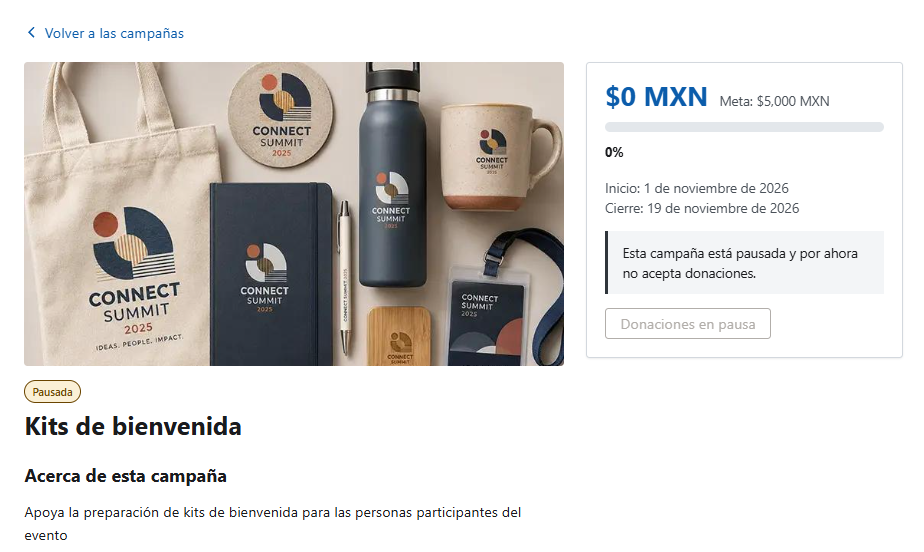 Volver a las campañas
CONNECT
SUMMIT
2025
IDEAS. PEOPLE. IMPACT.
CONNECT
SUMMIT
2025
CONNECT
SUMMIT
2025
CONNECT SUMMIT 2025
CONNECT
SUMMIT
2025
CONNECT
SUMMIT
2025
CONNECT
SUMMIT
CONNECT
SUMMIT
2025
$0 MXN Meta: $5,000 MXN
0%
Inicio: 1 de noviembre de 2026
Cierre: 19 de noviembre de 2026
Esta campaña está pausada y por ahora
no acepta donaciones.
Donaciones en pausa
Pausada
Kits de bienvenida
Acerca de esta campaña
Apoya la preparación de kits de bienvenida para las personas participantes del
evento